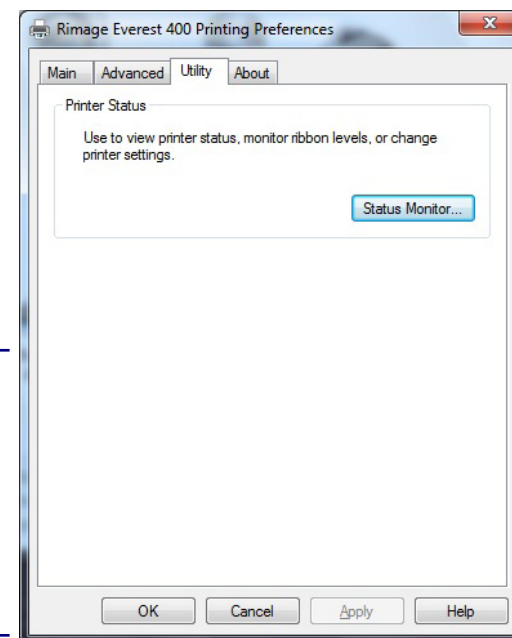 Rimage Everest 400 Printing Preferences
Main Advanced Utility About
Printer Status
Use to view printer status, monitor ribbon levels, or change
printer settings.
Status Monitor...
OK Cancel Apply Help